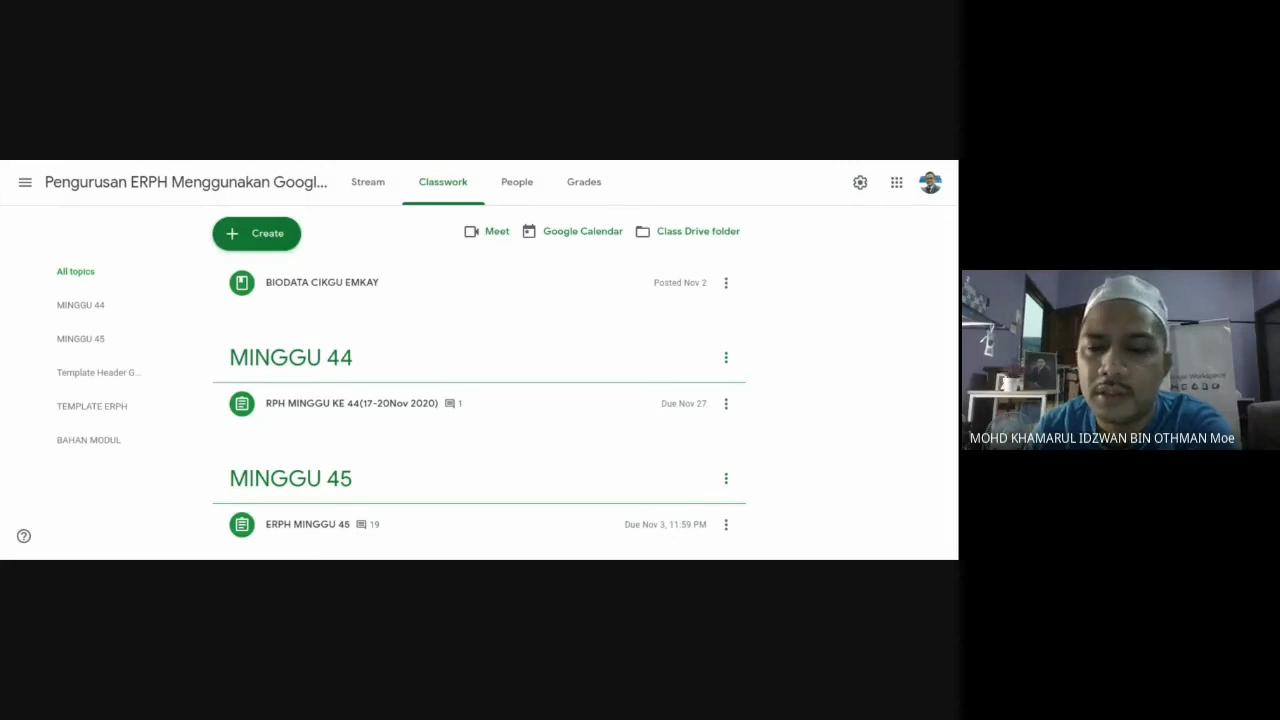 Pengurusan ERPH Menggunakan Googl...
Stream
Classwork
People
Grades
Create
Meet
Google Calendar
Class Drive folder
All topics
MINGGU 44
MINGGU 45
Template Header G...
TEMPLATE ERPH
BAHAN MODUL
BIODATA CIKGU EMKAY
Posted Nov 2
MINGGU 44
RPH MINGGU KE 44(17-20Nov 2020) 1
Due Nov 27
MINGGU 45
ERPH MINGGU 45 19
Due Nov 3, 11:59 PM
Workspace
MOHD KHAMARUL IDZWAN BIN OTHMAN Moe